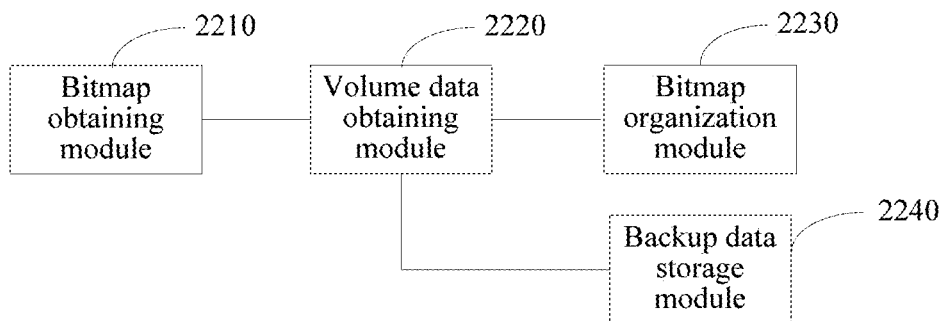 2210
2220
2230
Bitmap
obtaining
module
Volume data
obtaining
module
Bitmap
organization
module
2240
Backup data
storage
module